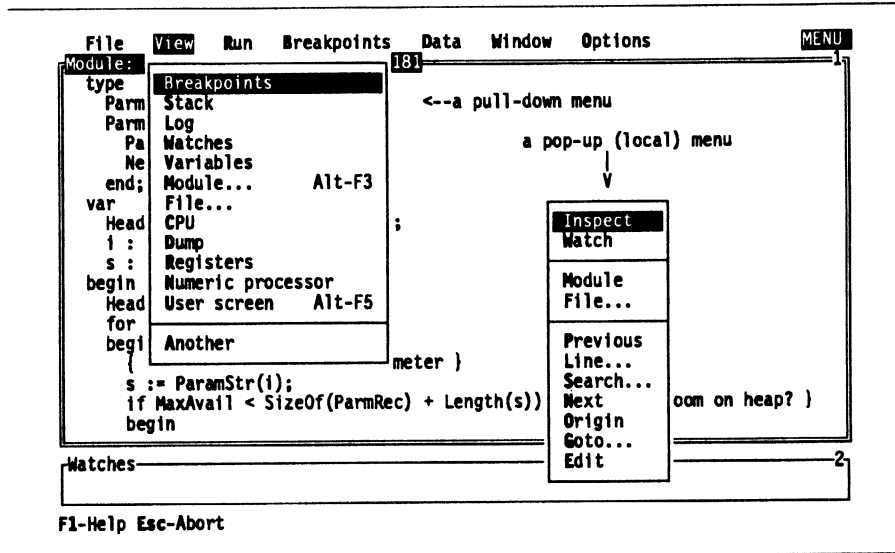 File View Run Breakpoints Data Window Options MENU
Module: 181 1
type
Parm
Parm
Pa
Ne
end;
var
Head ;
i :
s :
begin
Head
for
begi
{ meter }
s := ParamStr(i);
if MaxAvail < SizeOf(ParmRec) + Length(s)) oom on heap? }
begin
Breakpoints
Stack
Log
Watches
Variables
Module... Alt-F3
File...
CPU
Dump
Registers
Numeric processor
User screen Alt-F5
Another
<--a pull-down menu
a pop-up (local) menu
Inspect
Watch
Module
File...
Previous
Line...
Search...
Next
Origin
Goto...
Edit
Watches 2
F1-Help Esc-Abort